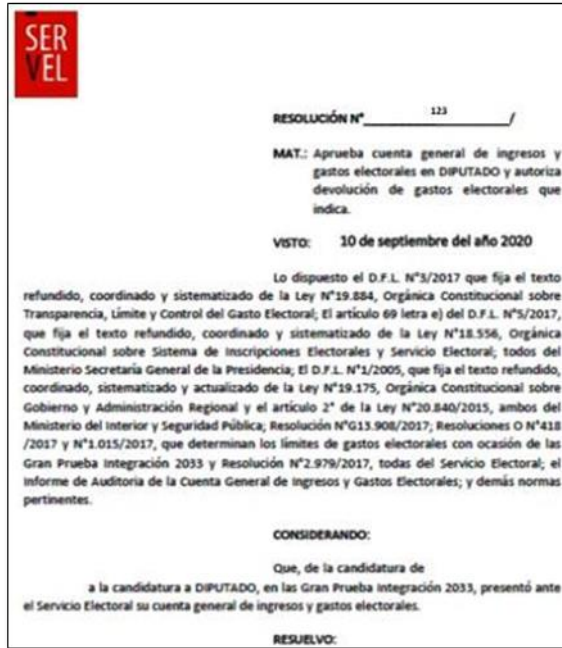 SER
VEL
RESOLUCIÓN N° 123 /
MAT.: Aprueba cuenta general de ingresos y
gastos electorales en DIPUTADO y autoriza
devolución de gastos electorales que
indica.
VISTO: 10 de septiembre del año 2020
Lo dispuesto el D.F.L. N°3/2017 que fija el texto
refundido, coordinado y sistematizado de la Ley N°19.884, Orgánica Constitucional sobre
Transparencia, Límite y Control del Gasto Electoral; El artículo 69 letra e) del D.F.L. N°5/2017,
que fija el texto refundido, coordinado y sistematizado de la Ley N°18.556, Orgánica
Constitucional sobre Sistema de Inscripciones Electorales y Servicio Electoral; todos del
Ministerio Secretaría General de la Presidencia; El D.F.L. N°1/2005, que fija el texto refundido,
coordinado, sistematizado y actualizado de la Ley N°19.175, Orgánica Constitucional sobre
Gobierno y Administración Regional y el artículo 2° de la Ley N°20.840/2015, ambos del
Ministerio del Interior y Seguridad Pública; Resolución N°G13.908/2017; Resoluciones O N°418
/2017 y N°1.015/2017, que determinan los límites de gastos electorales con ocasión de las
Gran Prueba Integración 2033 y Resolución N°2.979/2017, todas del Servicio Electoral; el
Informe de Auditoria de la Cuenta General de Ingresos y Gastos Electorales; y demás normas
pertinentes.
CONSIDERANDO:
Que, de la candidatura de
a la candidatura a DIPUTADO, en las Gran Prueba Integración 2033, presentó ante
el Servicio Electoral su cuenta general de ingresos y gastos electorales.
RESUELVO: